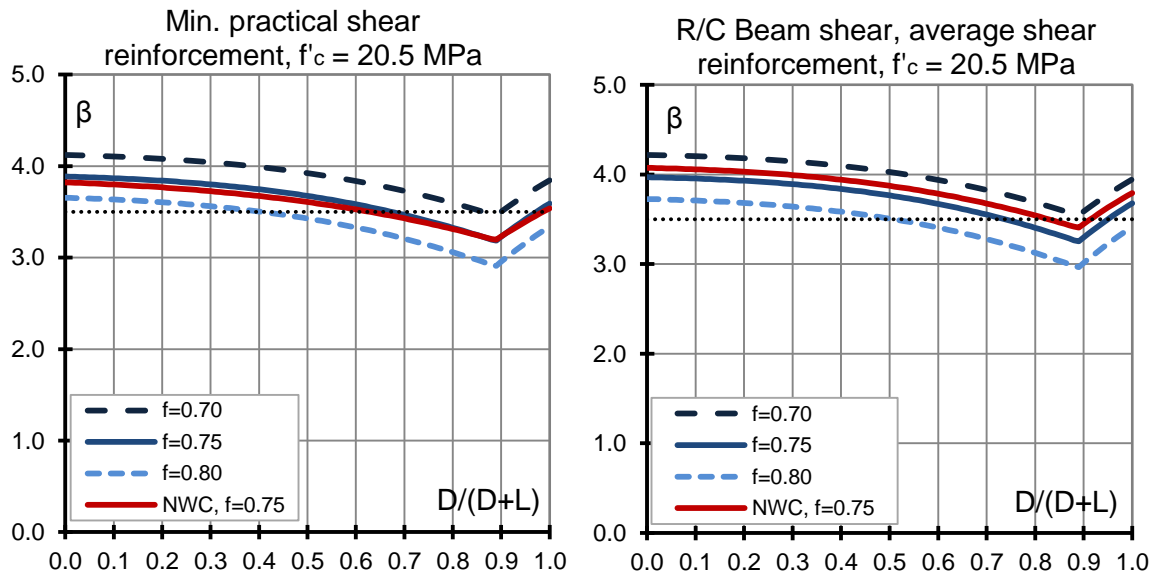 Min. practical shear
reinforcement, f'c = 20.5 MPa
5.0
4.0
3.0
2.0
1.0
0.0
β
f=0.70
f=0.75
f=0.80
NWC, f=0.75
D/(D+L)
0.0 0.1 0.2 0.3 0.4 0.5 0.6 0.7 0.8 0.9 1.0
R/C Beam shear, average shear
reinforcement, f'c = 20.5 MPa
5.0
4.0
3.0
2.0
1.0
0.0
β
f=0.70
f=0.75
f=0.80
NWC, f=0.75
D/(D+L)
0.0 0.1 0.2 0.3 0.4 0.5 0.6 0.7 0.8 0.9 1.0